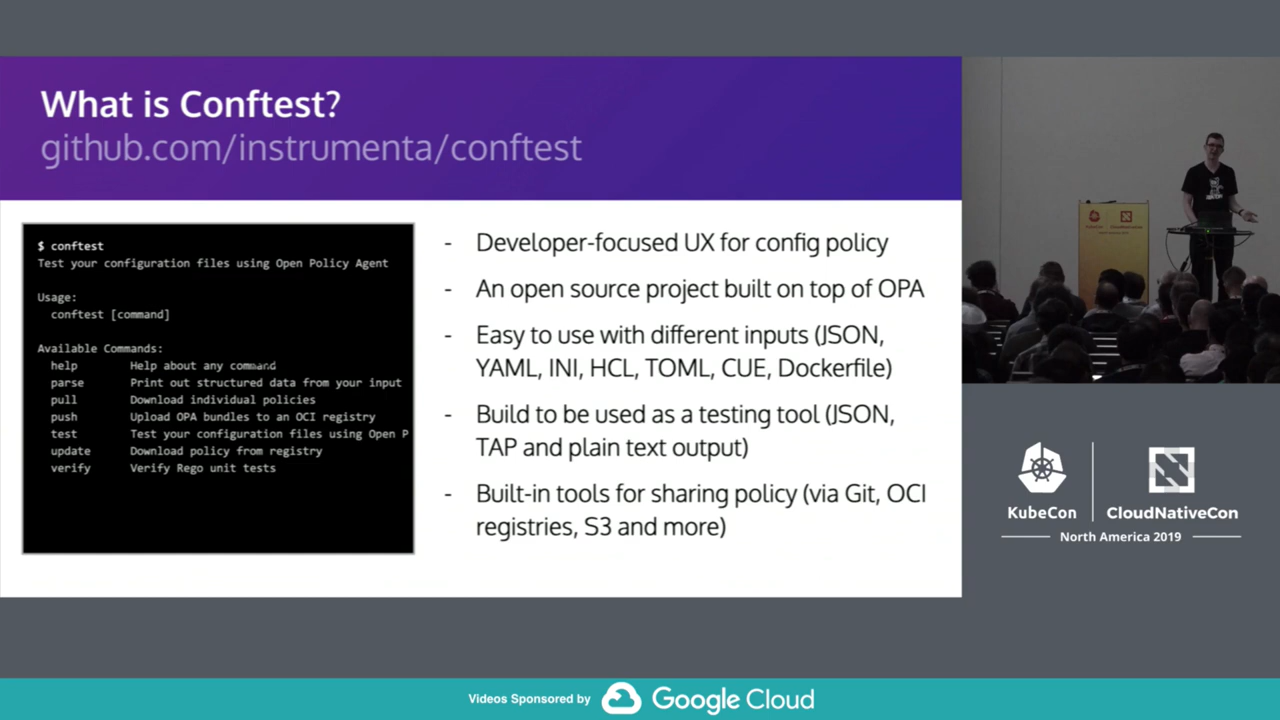 What is Conftest?
github.com/instrumenta/conftest
$ conftest
Test your configuration files using Open Policy Agent
Usage:
conftest [command]
Available Commands:
help Help about any command
parse Print out structured data from your input
pull Download individual policies
push Upload OPA bundles to an OCI registry
test Test your configuration files using Open P
update Download policy from registry
verify Verify Rego unit tests
- Developer-focused UX for config policy
- An open source project built on top of OPA
- Easy to use with different inputs (JSON,
YAML, INI, HCL, TOML, CUE, Dockerfile)
- Build to be used as a testing tool (JSON,
TAP and plain text output)
- Built-in tools for sharing policy (via Git, OCI
registries, S3 and more)
KubeCon CloudNativeCon
North America 2019
Videos Sponsored by Google Cloud